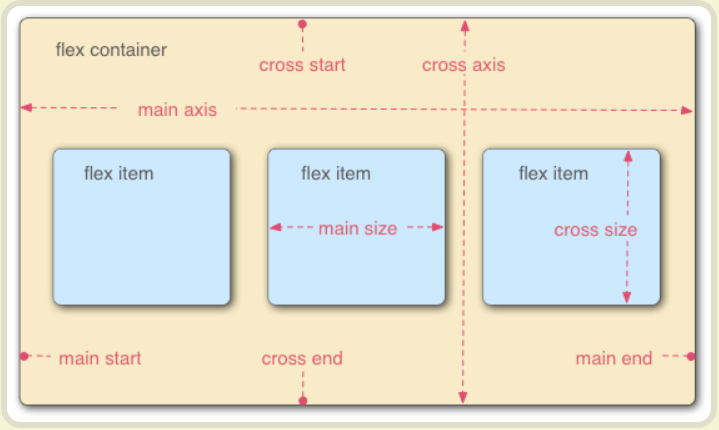 flex container
cross start
cross axis
main axis
flex item
flex item
flex item
main size
cross size
main start
cross end
main end